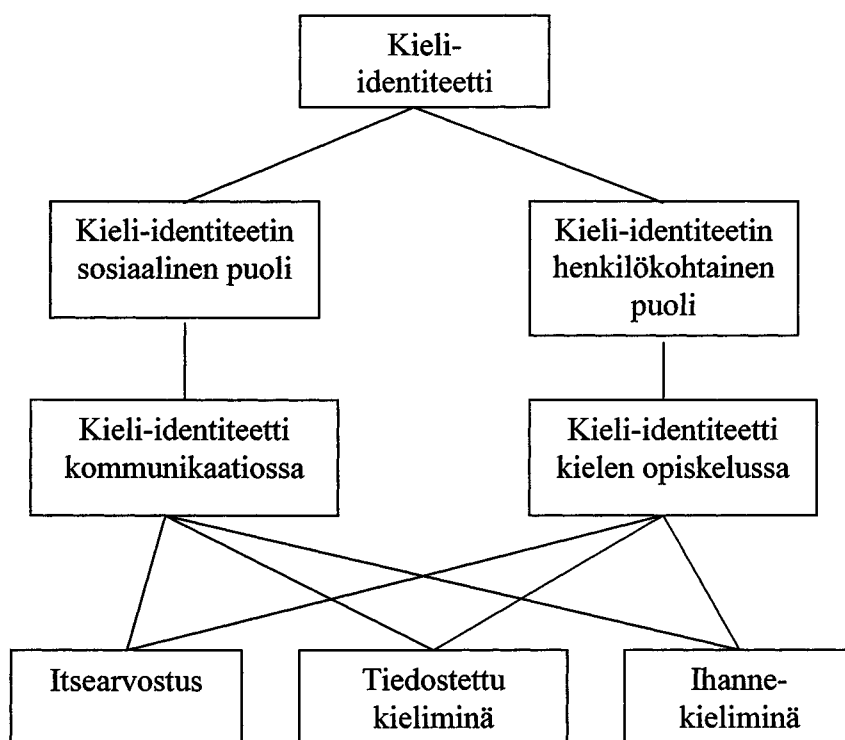 Kieli-
identiteetti
Kieli-identiteetin
sosiaalinen puoli
Kieli-identiteetin
henkilökohtainen
puoli
Kieli-identiteetti
kommunikaatiossa
Kieli-identiteetti
kielen opiskelussa
Itsearvostus
Tiedostettu
kieliminä
Ihanne-
kieliminä